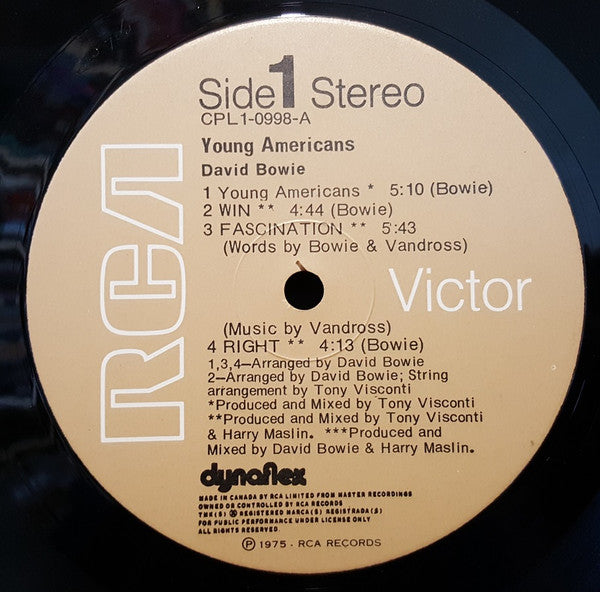 Side 1 Stereo
CPL1-0998-A
Young Americans
David Bowie
1 Young Americans * 5:10 (Bowie)
2 WIN ** 4:44 (Bowie)
3 FASCINATION ** 5:43
(Words by Bowie & Vandross)
RCA
Victor
(Music by Vandross)
4 RIGHT ** 4:13 (Bowie)
1,3,4—Arranged by David Bowie
2—Arranged by David Bowie; String
arrangement by Tony Visconti
*Produced and Mixed by Tony Visconti
**Produced and Mixed by Tony Visconti
& Harry Maslin. ***Produced and
Mixed by David Bowie & Harry Maslin.
dynaflex
MADE IN CANADA BY RCA LIMITED FROM MASTER RECORDINGS
OWNED OR CONTROLLED BY RCA RECORDS
TMK(S) ® REGISTERED MARCA(S) REGISTRADA(S)
FOR PUBLIC PERFORMANCE UNDER LICENSE ONLY
ALL RIGHTS RESERVED
℗ 1975 - RCA RECORDS